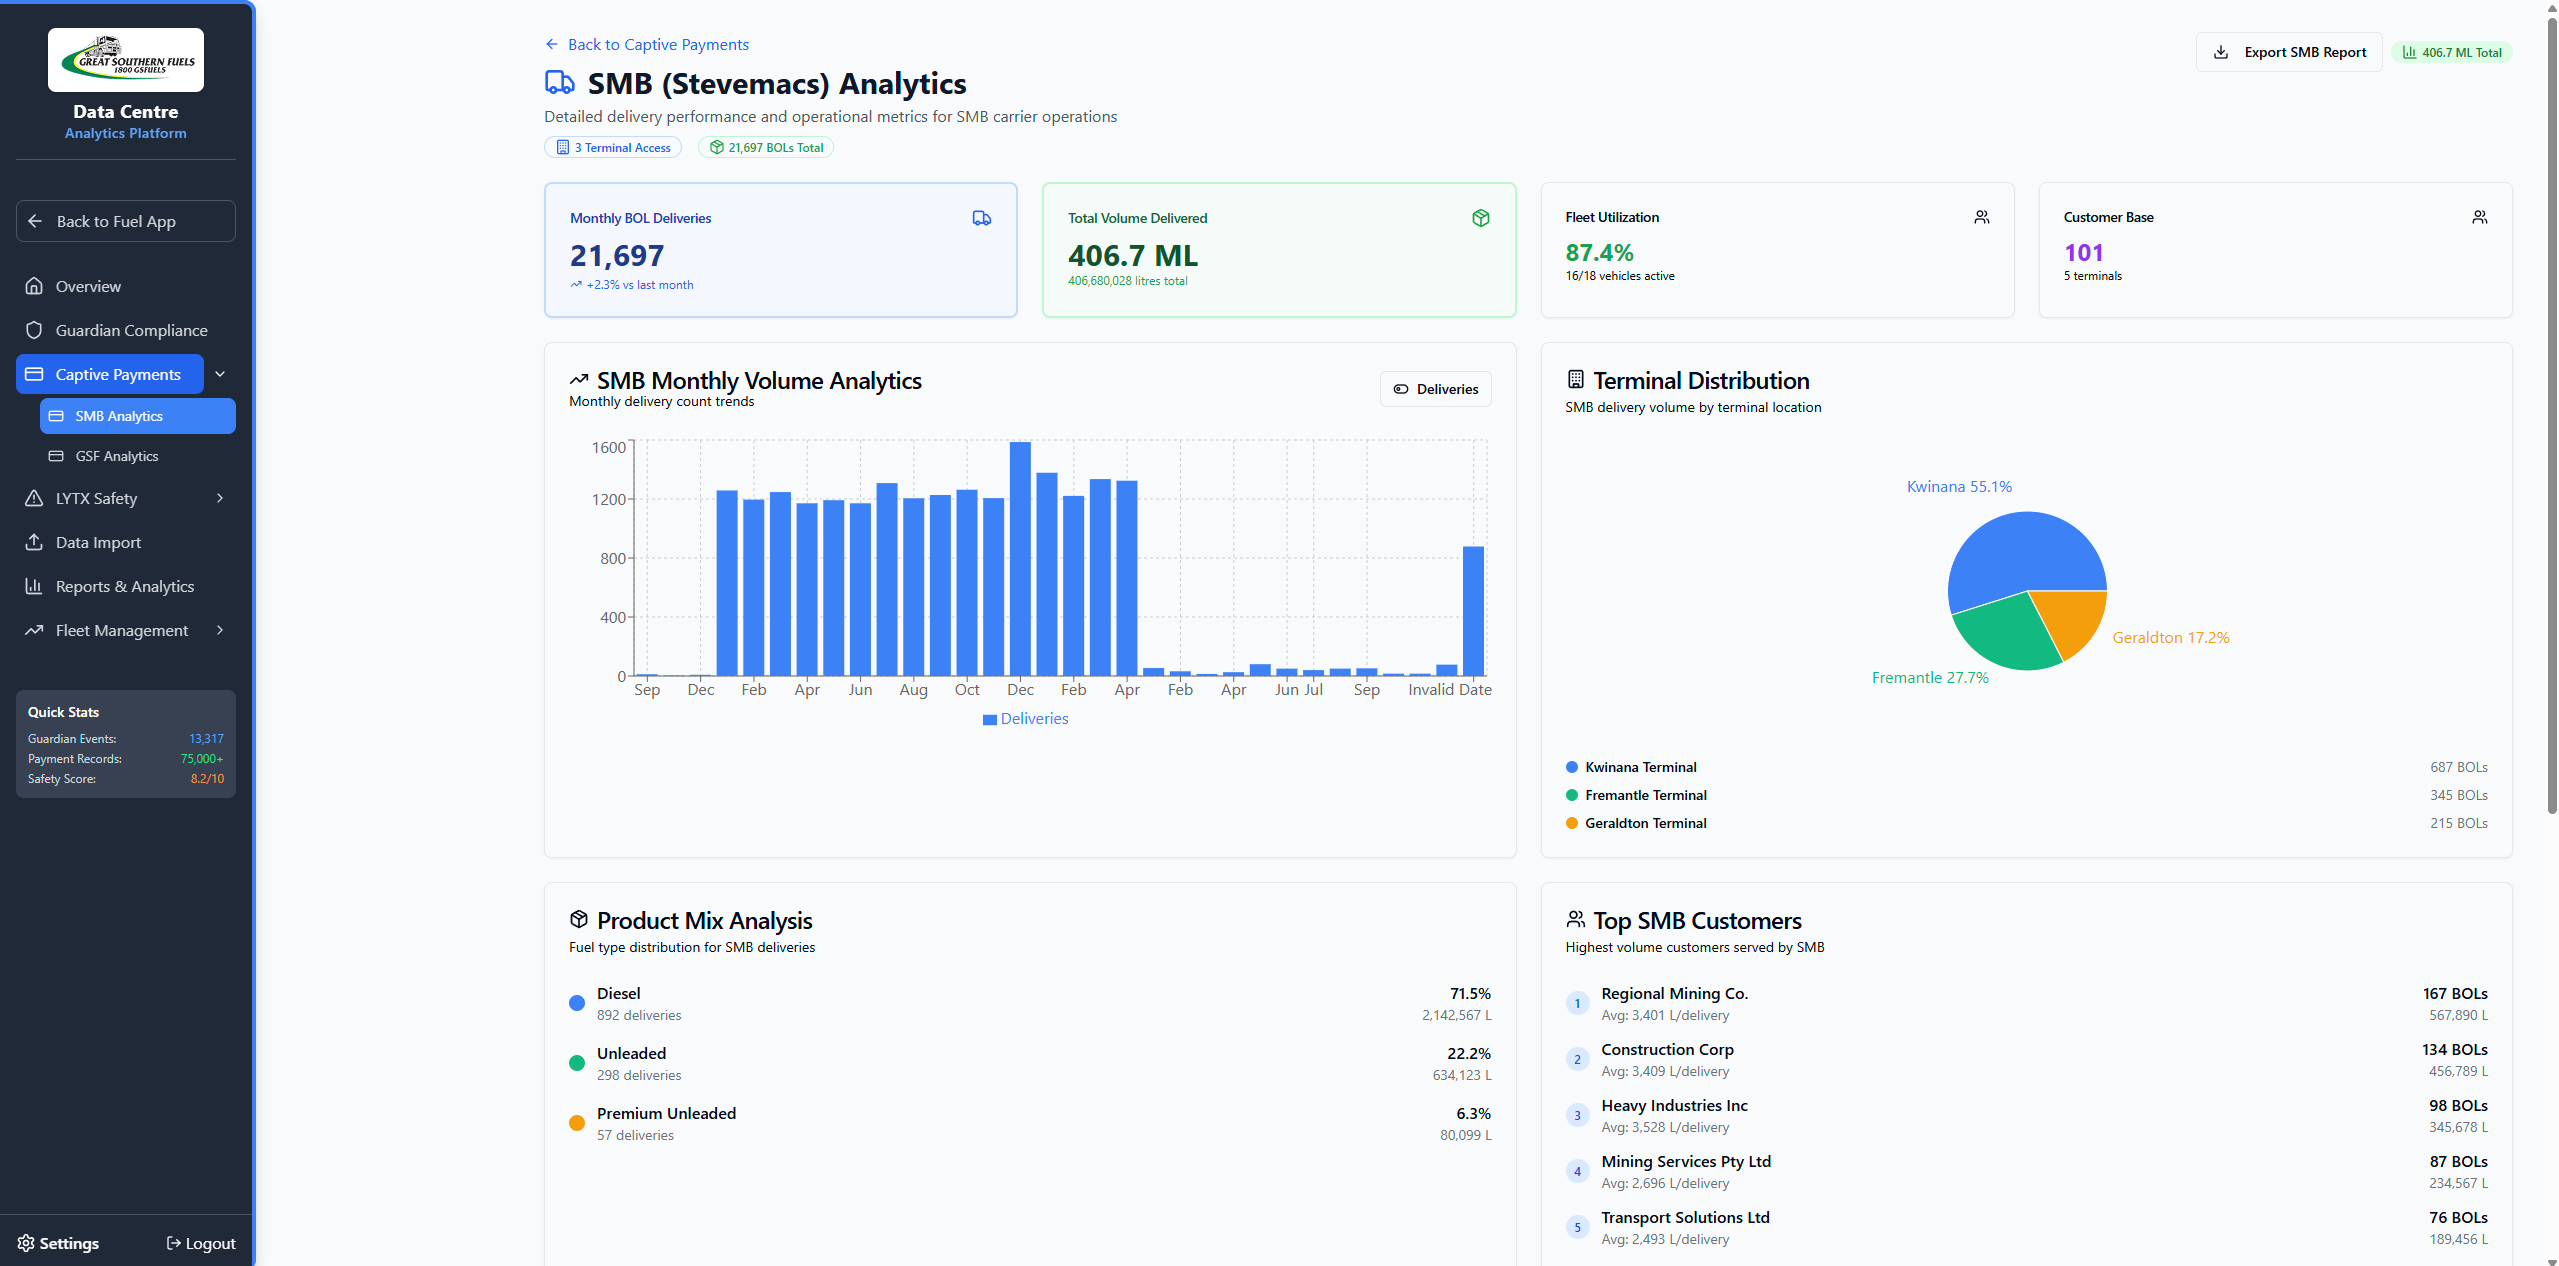 GREAT SOUTHERN FUELS
1800 GSFUELS
Data Centre
Analytics Platform
Back to Fuel App
Overview
Guardian Compliance
Captive Payments
SMB Analytics
GSF Analytics
LYTX Safety
Data Import
Reports & Analytics
Fleet Management
Quick Stats
Guardian Events: 13,317
Payment Records: 75,000+
Safety Score: 8.2/10
Settings
Logout
Back to Captive Payments
SMB (Stevemacs) Analytics
Detailed delivery performance and operational metrics for SMB carrier operations
3 Terminal Access
21,697 BOLs Total
Export SMB Report
406.7 ML Total
Monthly BOL Deliveries
21,697
+2.3% vs last month
Total Volume Delivered
406.7 ML
406,680,028 litres total
Fleet Utilization
87.4%
16/18 vehicles active
Customer Base
101
5 terminals
SMB Monthly Volume Analytics
Monthly delivery count trends
Deliveries
1600
1200
800
400
0
Sep Dec Feb Apr Jun Aug Oct Dec Feb Apr Feb Apr Jun Jul Sep Invalid Date
Deliveries
Terminal Distribution
SMB delivery volume by terminal location
Kwinana 55.1%
Geraldton 17.2%
Fremantle 27.7%
Kwinana Terminal 687 BOLs
Fremantle Terminal 345 BOLs
Geraldton Terminal 215 BOLs
Product Mix Analysis
Fuel type distribution for SMB deliveries
Diesel 71.5%
892 deliveries 2,142,567 L
Unleaded 22.2%
298 deliveries 634,123 L
Premium Unleaded 6.3%
57 deliveries 80,099 L
Top SMB Customers
Highest volume customers served by SMB
1 Regional Mining Co. 167 BOLs
Avg: 3,401 L/delivery 567,890 L
2 Construction Corp 134 BOLs
Avg: 3,409 L/delivery 456,789 L
3 Heavy Industries Inc 98 BOLs
Avg: 3,528 L/delivery 345,678 L
4 Mining Services Pty Ltd 87 BOLs
Avg: 2,696 L/delivery 234,567 L
5 Transport Solutions Ltd 76 BOLs
Avg: 2,493 L/delivery 189,456 L